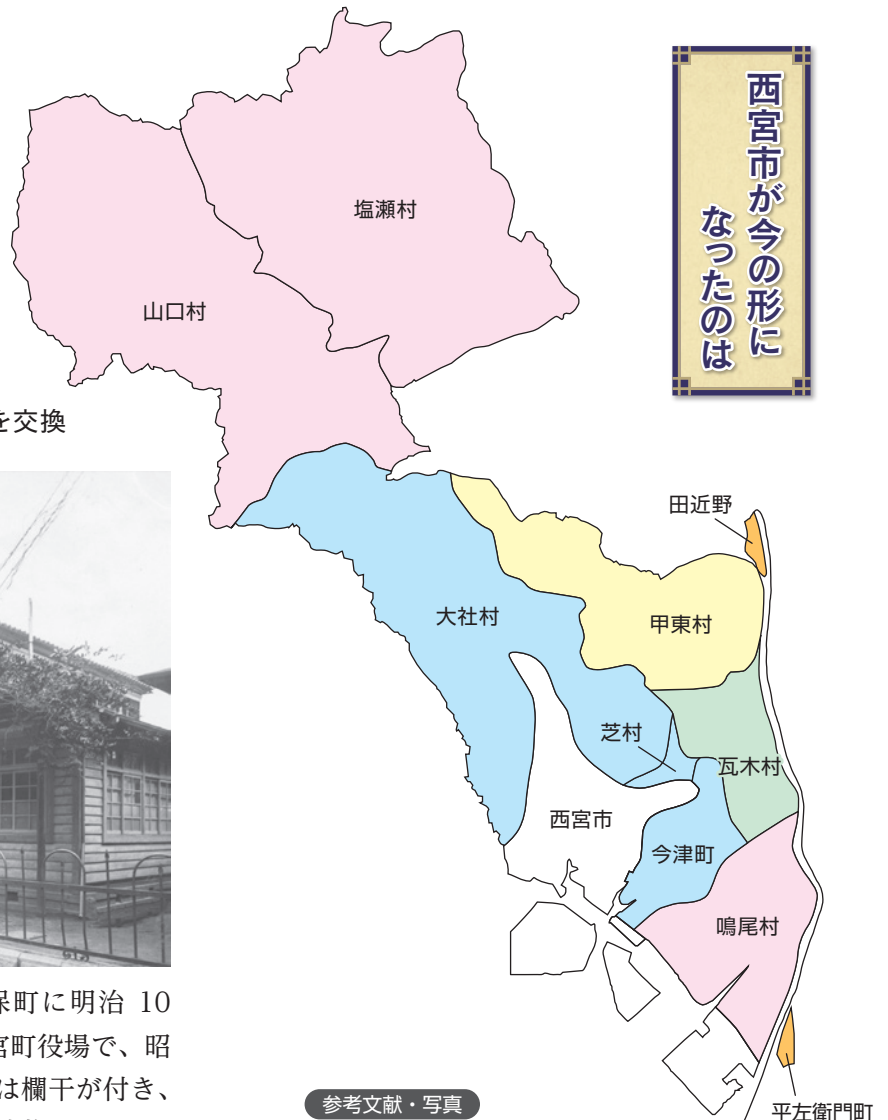 西宮市が今の形に
なったのは
塩瀬村
山口村
を交換
田近野
大社村
甲東村
芝村
瓦木村
西宮市
今津町
鳴尾村
保町に明治 10
宮町役場で、昭
は欄干が付き、
参考文献・写真
平左衛門町